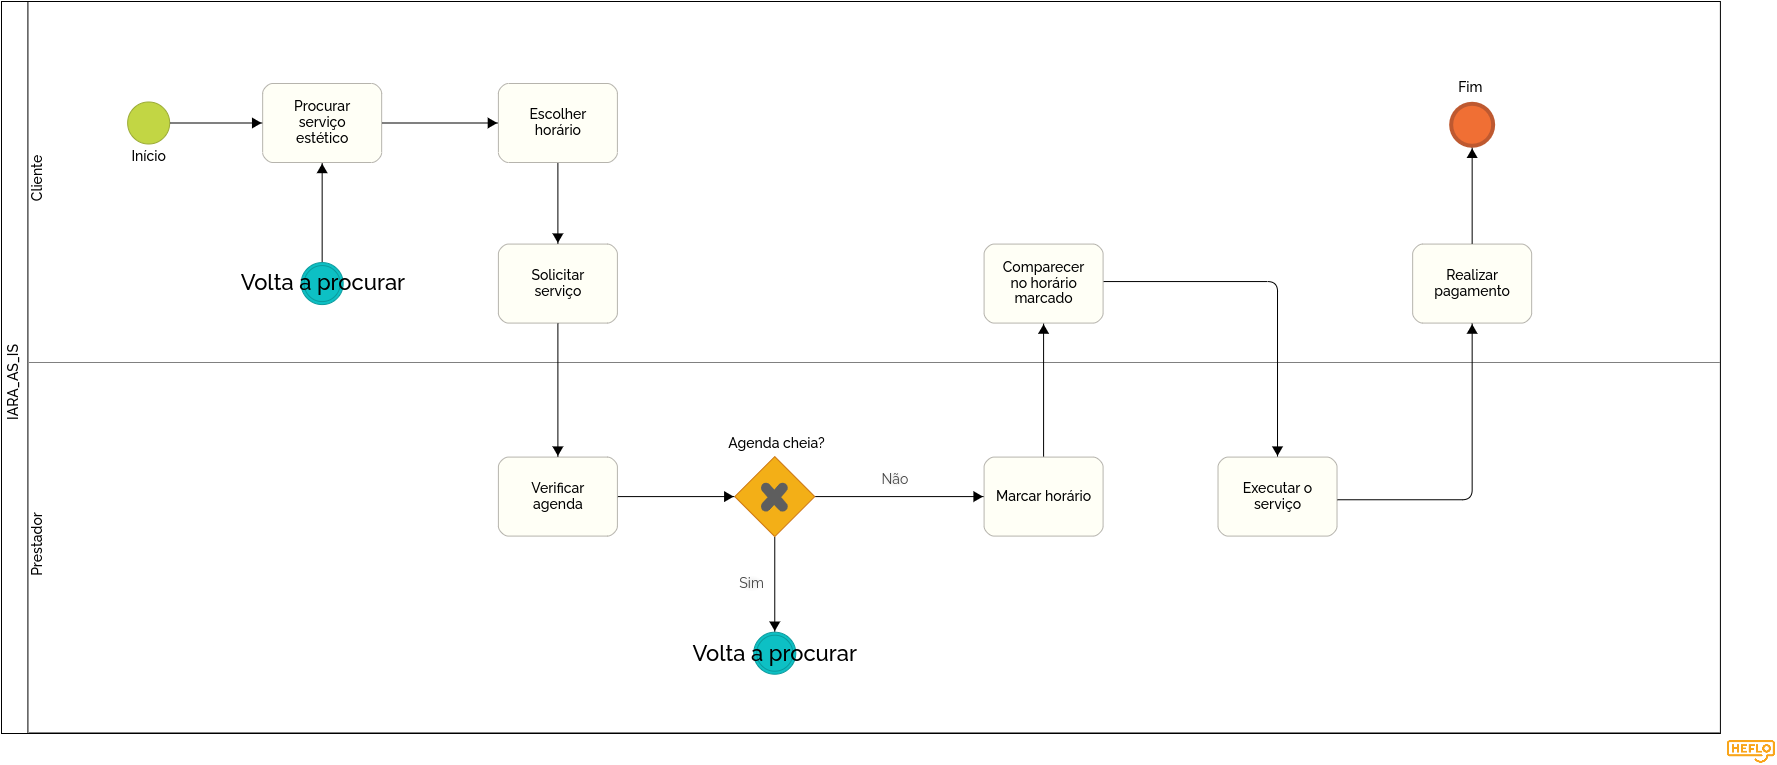 IARA_AS_IS
Cliente
Início
Procurar
serviço
estético
Escolher
horário
Fim
Volta a procurar
Solicitar
serviço
Comparecer
no horário
marcado
Realizar
pagamento
Prestador
Verificar
agenda
Agenda cheia?
Não
Marcar horário
Executar o
serviço
Sim
Volta a procurar
HEFLO